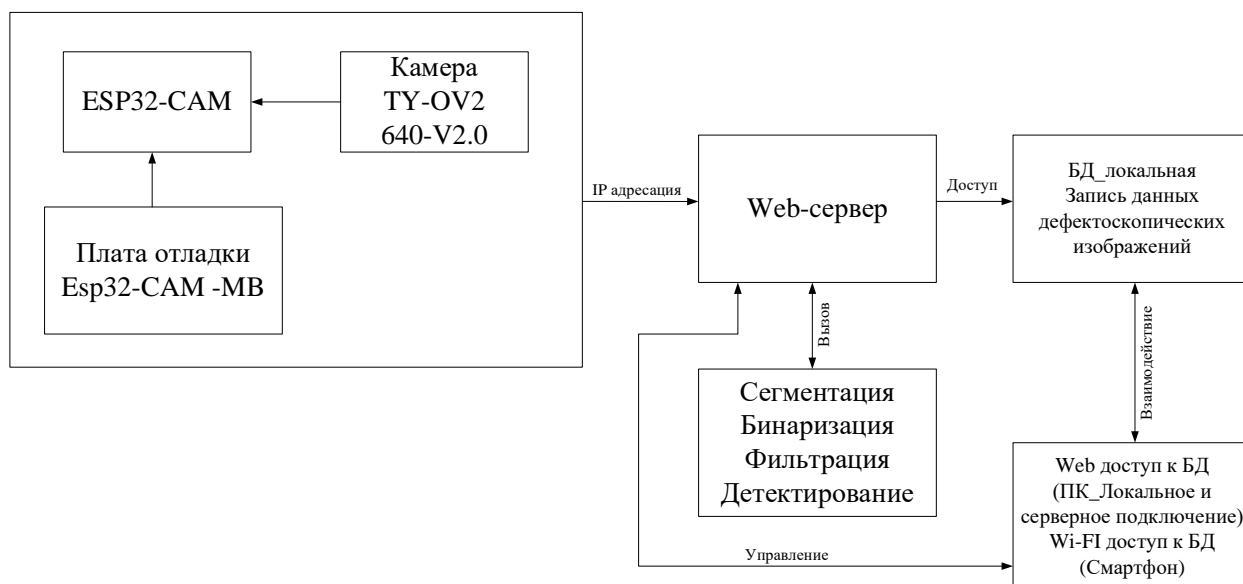 ESP32-CAM
Камера
TY-OV2
640-V2.0
Плата отладки
Esp32-CAM -MB
IP адресация
Web-сервер
Доступ
БД_локальная
Запись данных
дефектоскопических
изображений
Вызов
Взаимодействие
Сегментация
Бинаризация
Фильтрация
Детектирование
Управление
Web доступ к БД
(ПК_Локальное и
серверное подключение)
Wi-FI доступ к БД
(Смартфон)